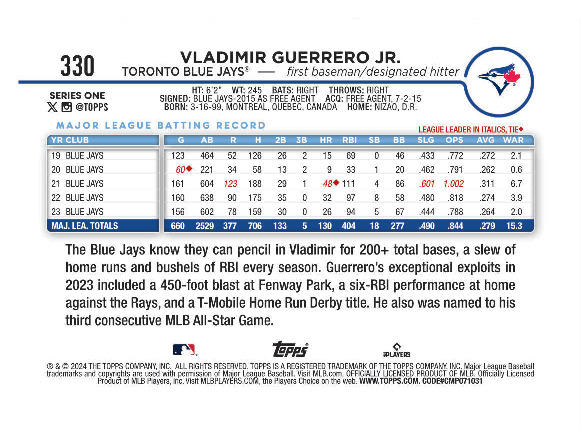 330
VLADIMIR GUERRERO JR.
TORONTO BLUE JAYS® — first baseman/designated hitter
SERIES ONE
X @TOPPS
HT: 6'2" WT: 245 BATS: RIGHT THROWS: RIGHT
SIGNED: BLUE JAYS-2015 AS FREE AGENT ACQ: FREE AGENT, 7-2-15
BORN: 3-16-99, MONTREAL, QUEBEC, CANADA HOME: NIZAO, D.R.
MAJOR LEAGUE BATTING RECORD
LEAGUE LEADER IN ITALICS, TIE◆
YR CLUB G AB R H 2B 3B HR RBI SB BB SLG OPS AVG WAR
19 BLUE JAYS 123 464 52 126 26 2 15 69 0 46 .433 .772 .272 2.1
20 BLUE JAYS 60◆ 221 34 58 13 2 9 33 1 20 .462 .791 .262 0.6
21 BLUE JAYS 161 604 123 188 29 1 48◆ 111 4 86 .601 1.002 .311 6.7
22 BLUE JAYS 160 638 90 175 35 0 32 97 8 58 .480 .818 .274 3.9
23 BLUE JAYS 156 602 78 159 30 0 26 94 5 67 .444 .788 .264 2.0
MAJ. LEA. TOTALS 660 2529 377 706 133 5 130 404 18 277 .490 .844 .279 15.3
The Blue Jays know they can pencil in Vladimir for 200+ total bases, a slew of
home runs and bushels of RBI every season. Guerrero's exceptional exploits in
2023 included a 450-foot blast at Fenway Park, a six-RBI performance at home
against the Rays, and a T-Mobile Home Run Derby title. He also was named to his
third consecutive MLB All-Star Game.
Topps
PLAYERS
® & © 2024 THE TOPPS COMPANY, INC. ALL RIGHTS RESERVED. TOPPS IS A REGISTERED TRADEMARK OF THE TOPPS COMPANY, INC. Major League Baseball
trademarks and copyrights are used with permission of Major League Baseball. Visit MLB.com. OFFICIALLY LICENSED PRODUCT OF MLB. Officially Licensed
Product of MLB Players, Inc. Visit MLBPLAYERS.COM, the Players Choice on the web. WWW.TOPPS.COM. CODE#CMP071031